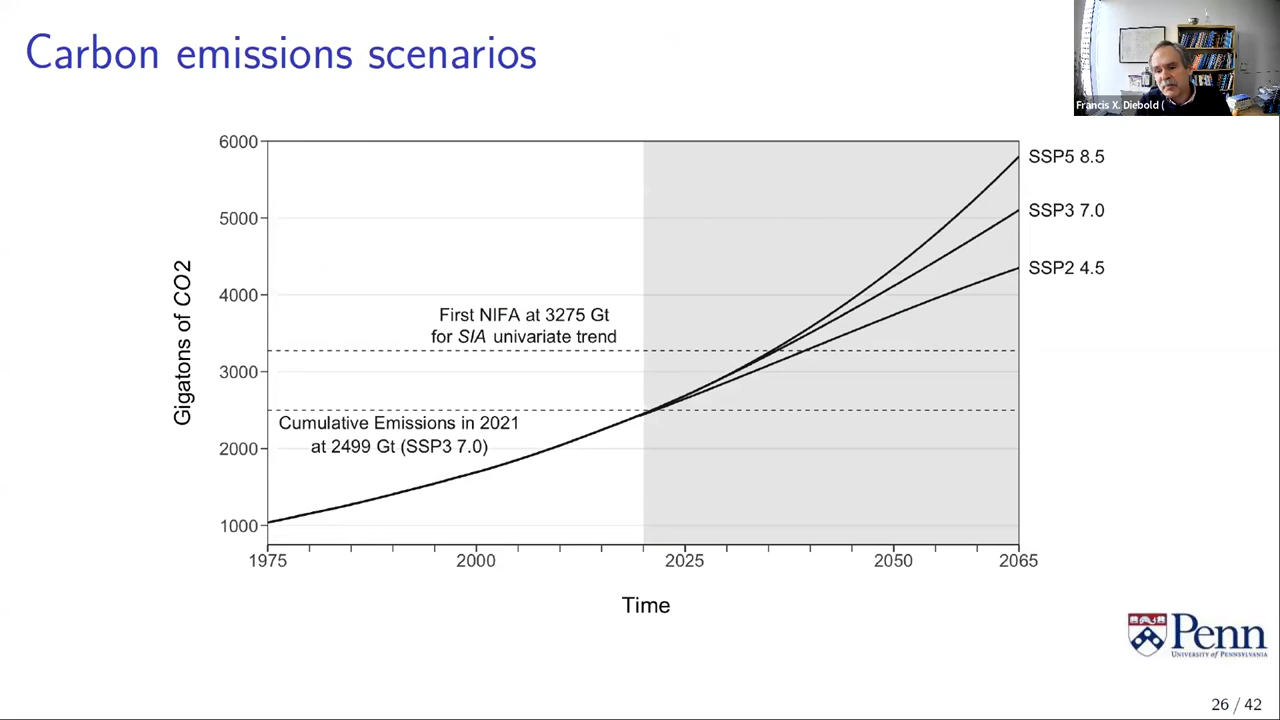 Carbon emissions scenarios
Francis X. Diebold (
6000
5000
4000
3000
2000
1000
Gigatons of CO2
SSP5 8.5
SSP3 7.0
SSP2 4.5
First NIFA at 3275 Gt
for SIA univariate trend
Cumulative Emissions in 2021
at 2499 Gt (SSP3 7.0)
1975
2000
2025
2050
2065
Time
Penn
UNIVERSITY of PENNSYLVANIA
26 / 42